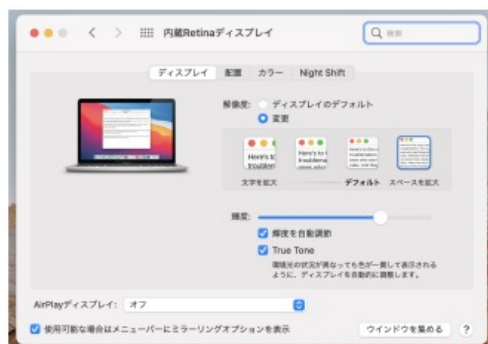 内蔵Retinaディスプレイ
検索
ディスプレイ 配置 カラー Night Shift
解像度: ディスプレイのデフォルト
変更
文字を拡大 デフォルト スペースを拡大
輝度:
輝度を自動調節
True Tone
環境光の状況が異なっても色が一貫して表示される
ように、ディスプレイを自動的に調整します。
AirPlayディスプレイ: オフ
使用可能な場合はメニューバーにミラーリングオプションを表示
ウインドウを集める ?